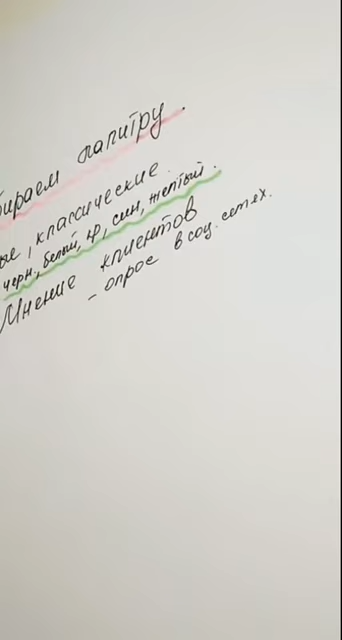 бираем палитру.
ые, классические.
черн, белый, кр, син, желтый.
Мнение клиентов
- опрос в соц. сетях.